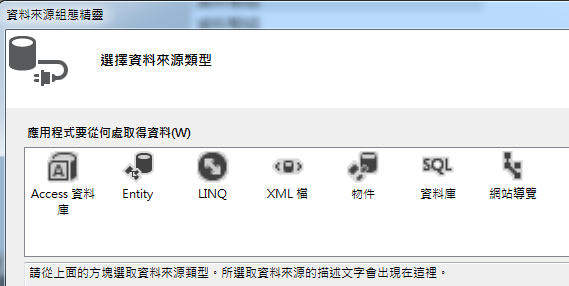 資料來源組態精靈
選擇資料來源類型
應用程式要從何處取得資料(W)
Access 資料庫
Entity
LINQ
XML 檔
物件
SQL
資料庫
網站導覽
請從上面的方塊選取資料來源類型。所選取資料來源的描述文字會出現在這裡。